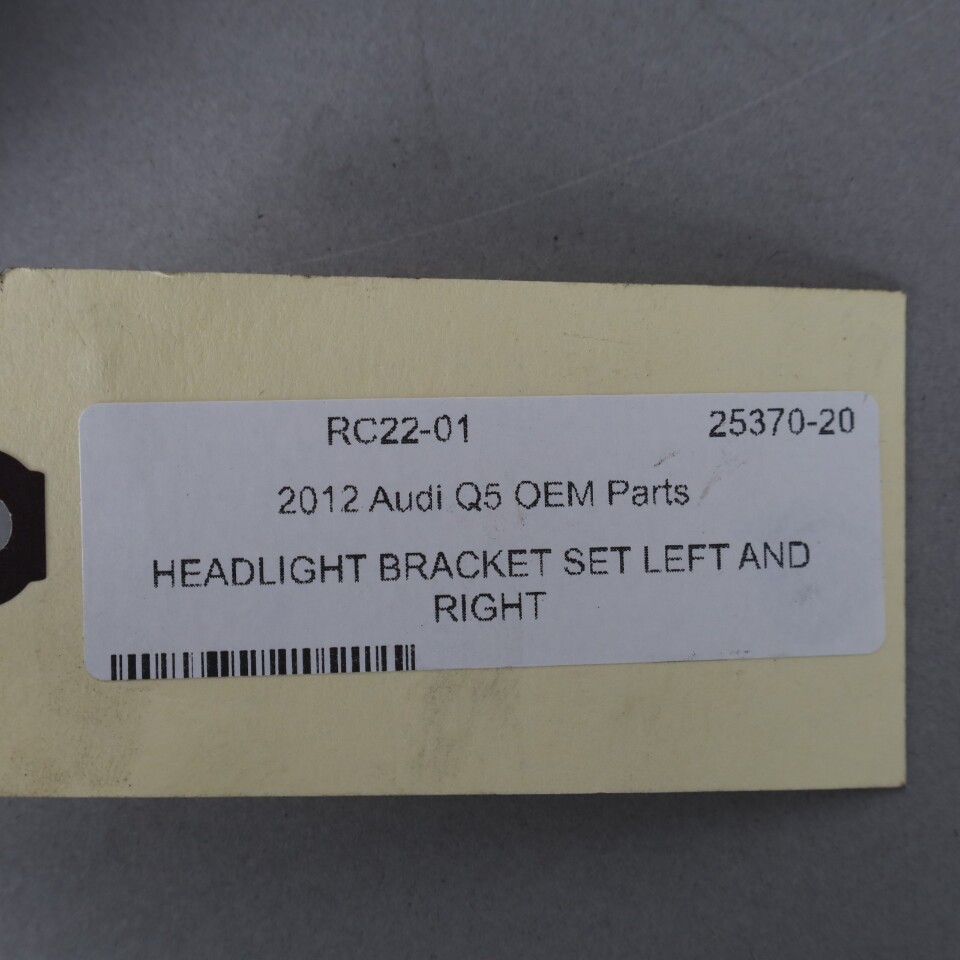 RC22-01 25370-20
2012 Audi Q5 OEM Parts
HEADLIGHT BRACKET SET LEFT AND
RIGHT